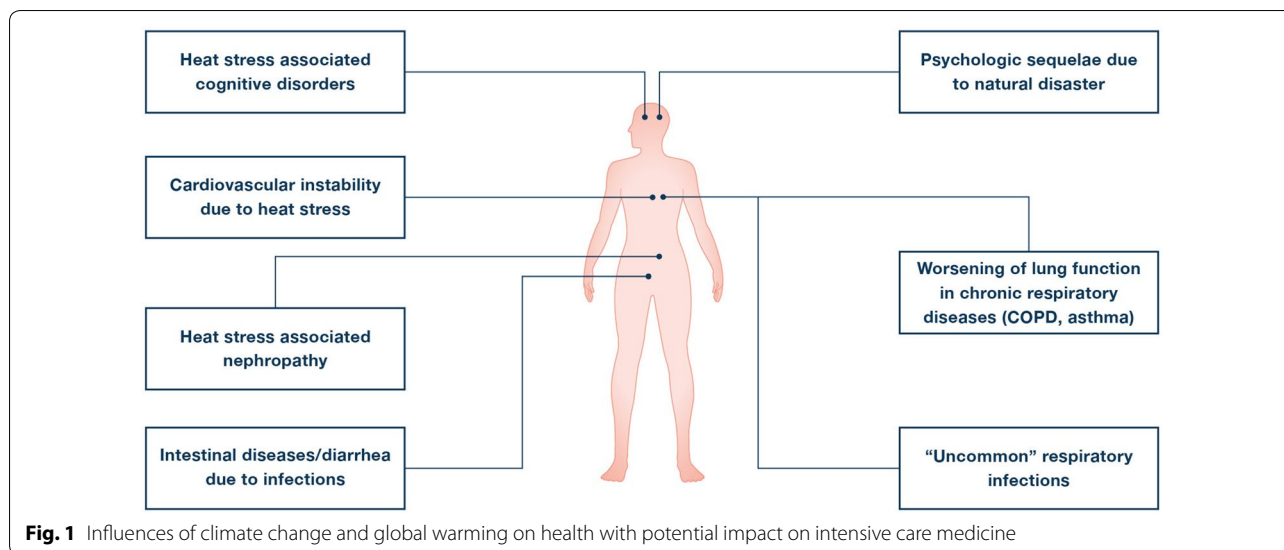 Heat stress associated
cognitive disorders
Psychologic sequelae due
to natural disaster
Cardiovascular instability
due to heat stress
Worsening of lung function
in chronic respiratory
diseases (COPD, asthma)
Heat stress associated
nephropathy
Intestinal diseases/diarrhea
due to infections
“Uncommon” respiratory
infections
Fig. 1 Influences of climate change and global warming on health with potential impact on intensive care medicine